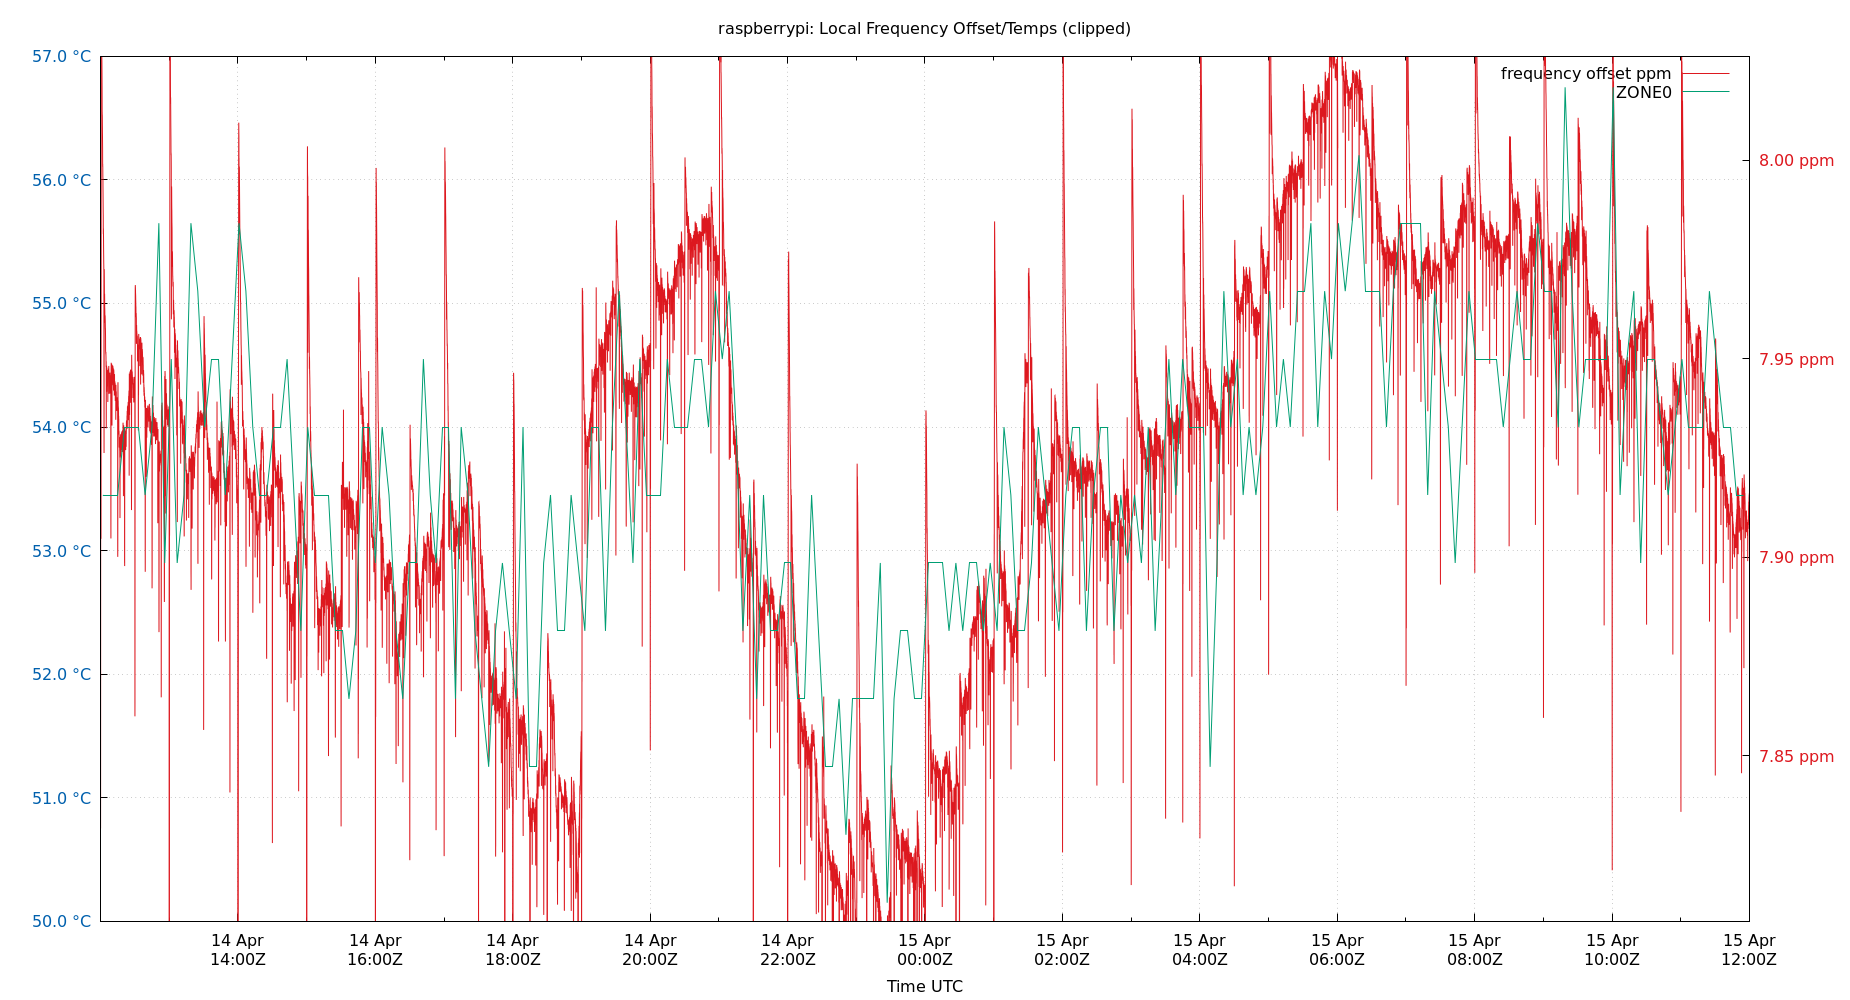 raspberrypi: Local Frequency Offset/Temps (clipped)
57.0 °C
56.0 °C
55.0 °C
54.0 °C
53.0 °C
52.0 °C
51.0 °C
50.0 °C
frequency offset ppm
ZONE0
8.00 ppm
7.95 ppm
7.90 ppm
7.85 ppm
14 Apr
14:00Z
14 Apr
16:00Z
14 Apr
18:00Z
14 Apr
20:00Z
14 Apr
22:00Z
15 Apr
00:00Z
15 Apr
02:00Z
15 Apr
04:00Z
15 Apr
06:00Z
15 Apr
08:00Z
15 Apr
10:00Z
15 Apr
12:00Z
Time UTC